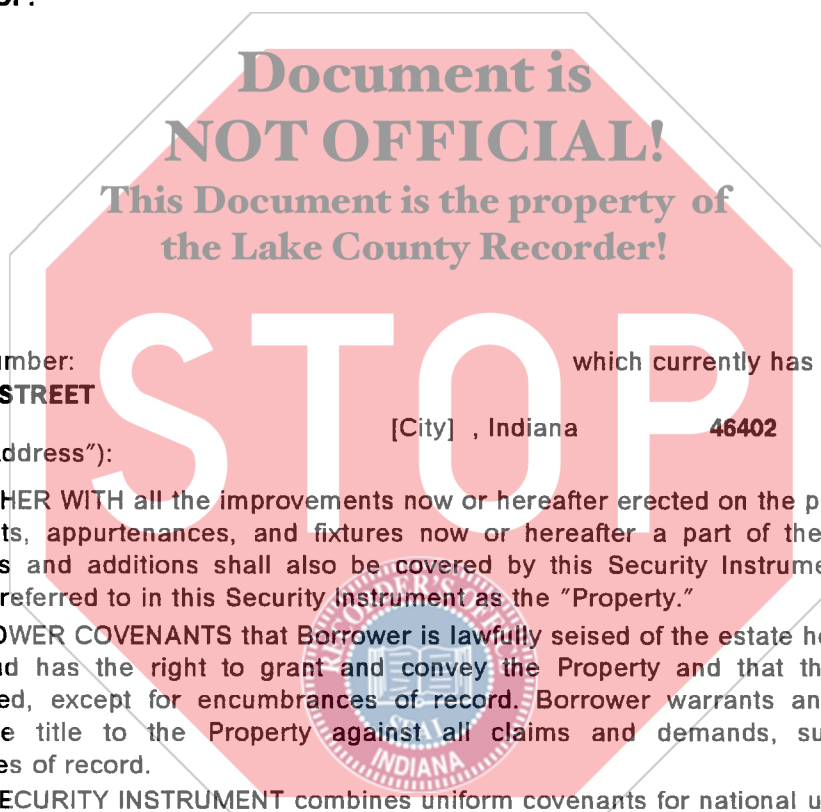 Document is
NOT OFFICIAL!
This Document is the property of
the Lake County Recorder!
STOP
mber: which currently has
STREET
[City] , Indiana 46402
ddress"):
HER WITH all the improvements now or hereafter erected on the p
ts, appurtenances, and fixtures now or hereafter a part of the
s and additions shall also be covered by this Security Instrume
referred to in this Security Instrument as the "Property."
OWER COVENANTS that Borrower is lawfully seised of the estate he
d has the right to grant and convey the Property and that th
ed, except for encumbrances of record. Borrower warrants an
e title to the Property against all claims and demands, su
es of record.
ECURITY INSTRUMENT combines uniform covenants for national u
RECORDER'S OFFICE
SEAL
INDIANA